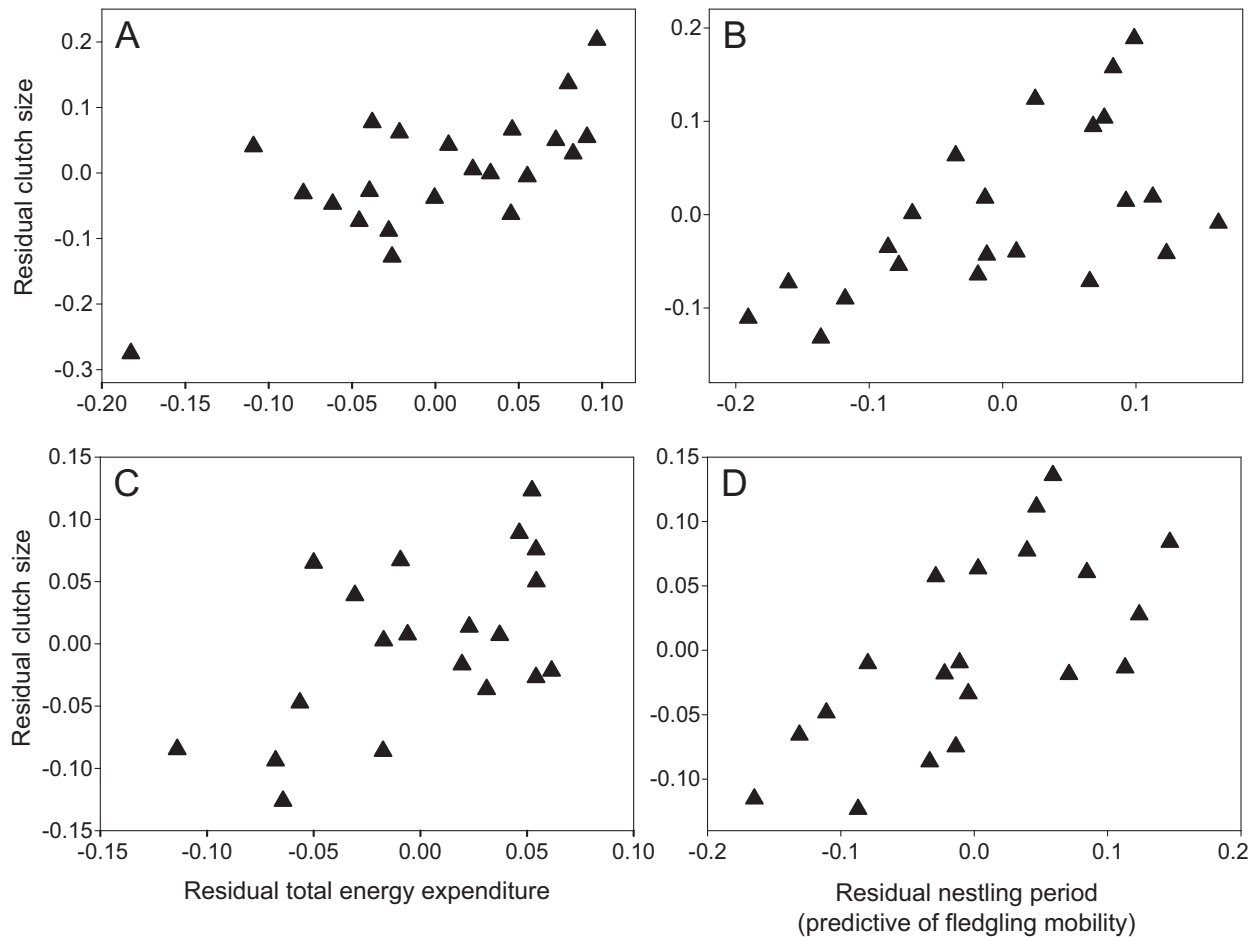 A
B
Residual clutch size
0.2
0.1
0.0
-0.1
-0.2
-0.3
-0.20 -0.15 -0.10 -0.05 0.00 0.05 0.10
0.2
0.1
0.0
-0.1
-0.2 -0.1 0.0 0.1
C
D
Residual clutch size
0.15
0.10
0.05
0.00
-0.05
-0.10
-0.15
-0.15 -0.10 -0.05 0.00 0.05 0.10
Residual total energy expenditure
0.15
0.10
0.05
0.00
-0.05
-0.10
-0.2 -0.1 0.0 0.1 0.2
Residual nestling period
(predictive of fledgling mobility)